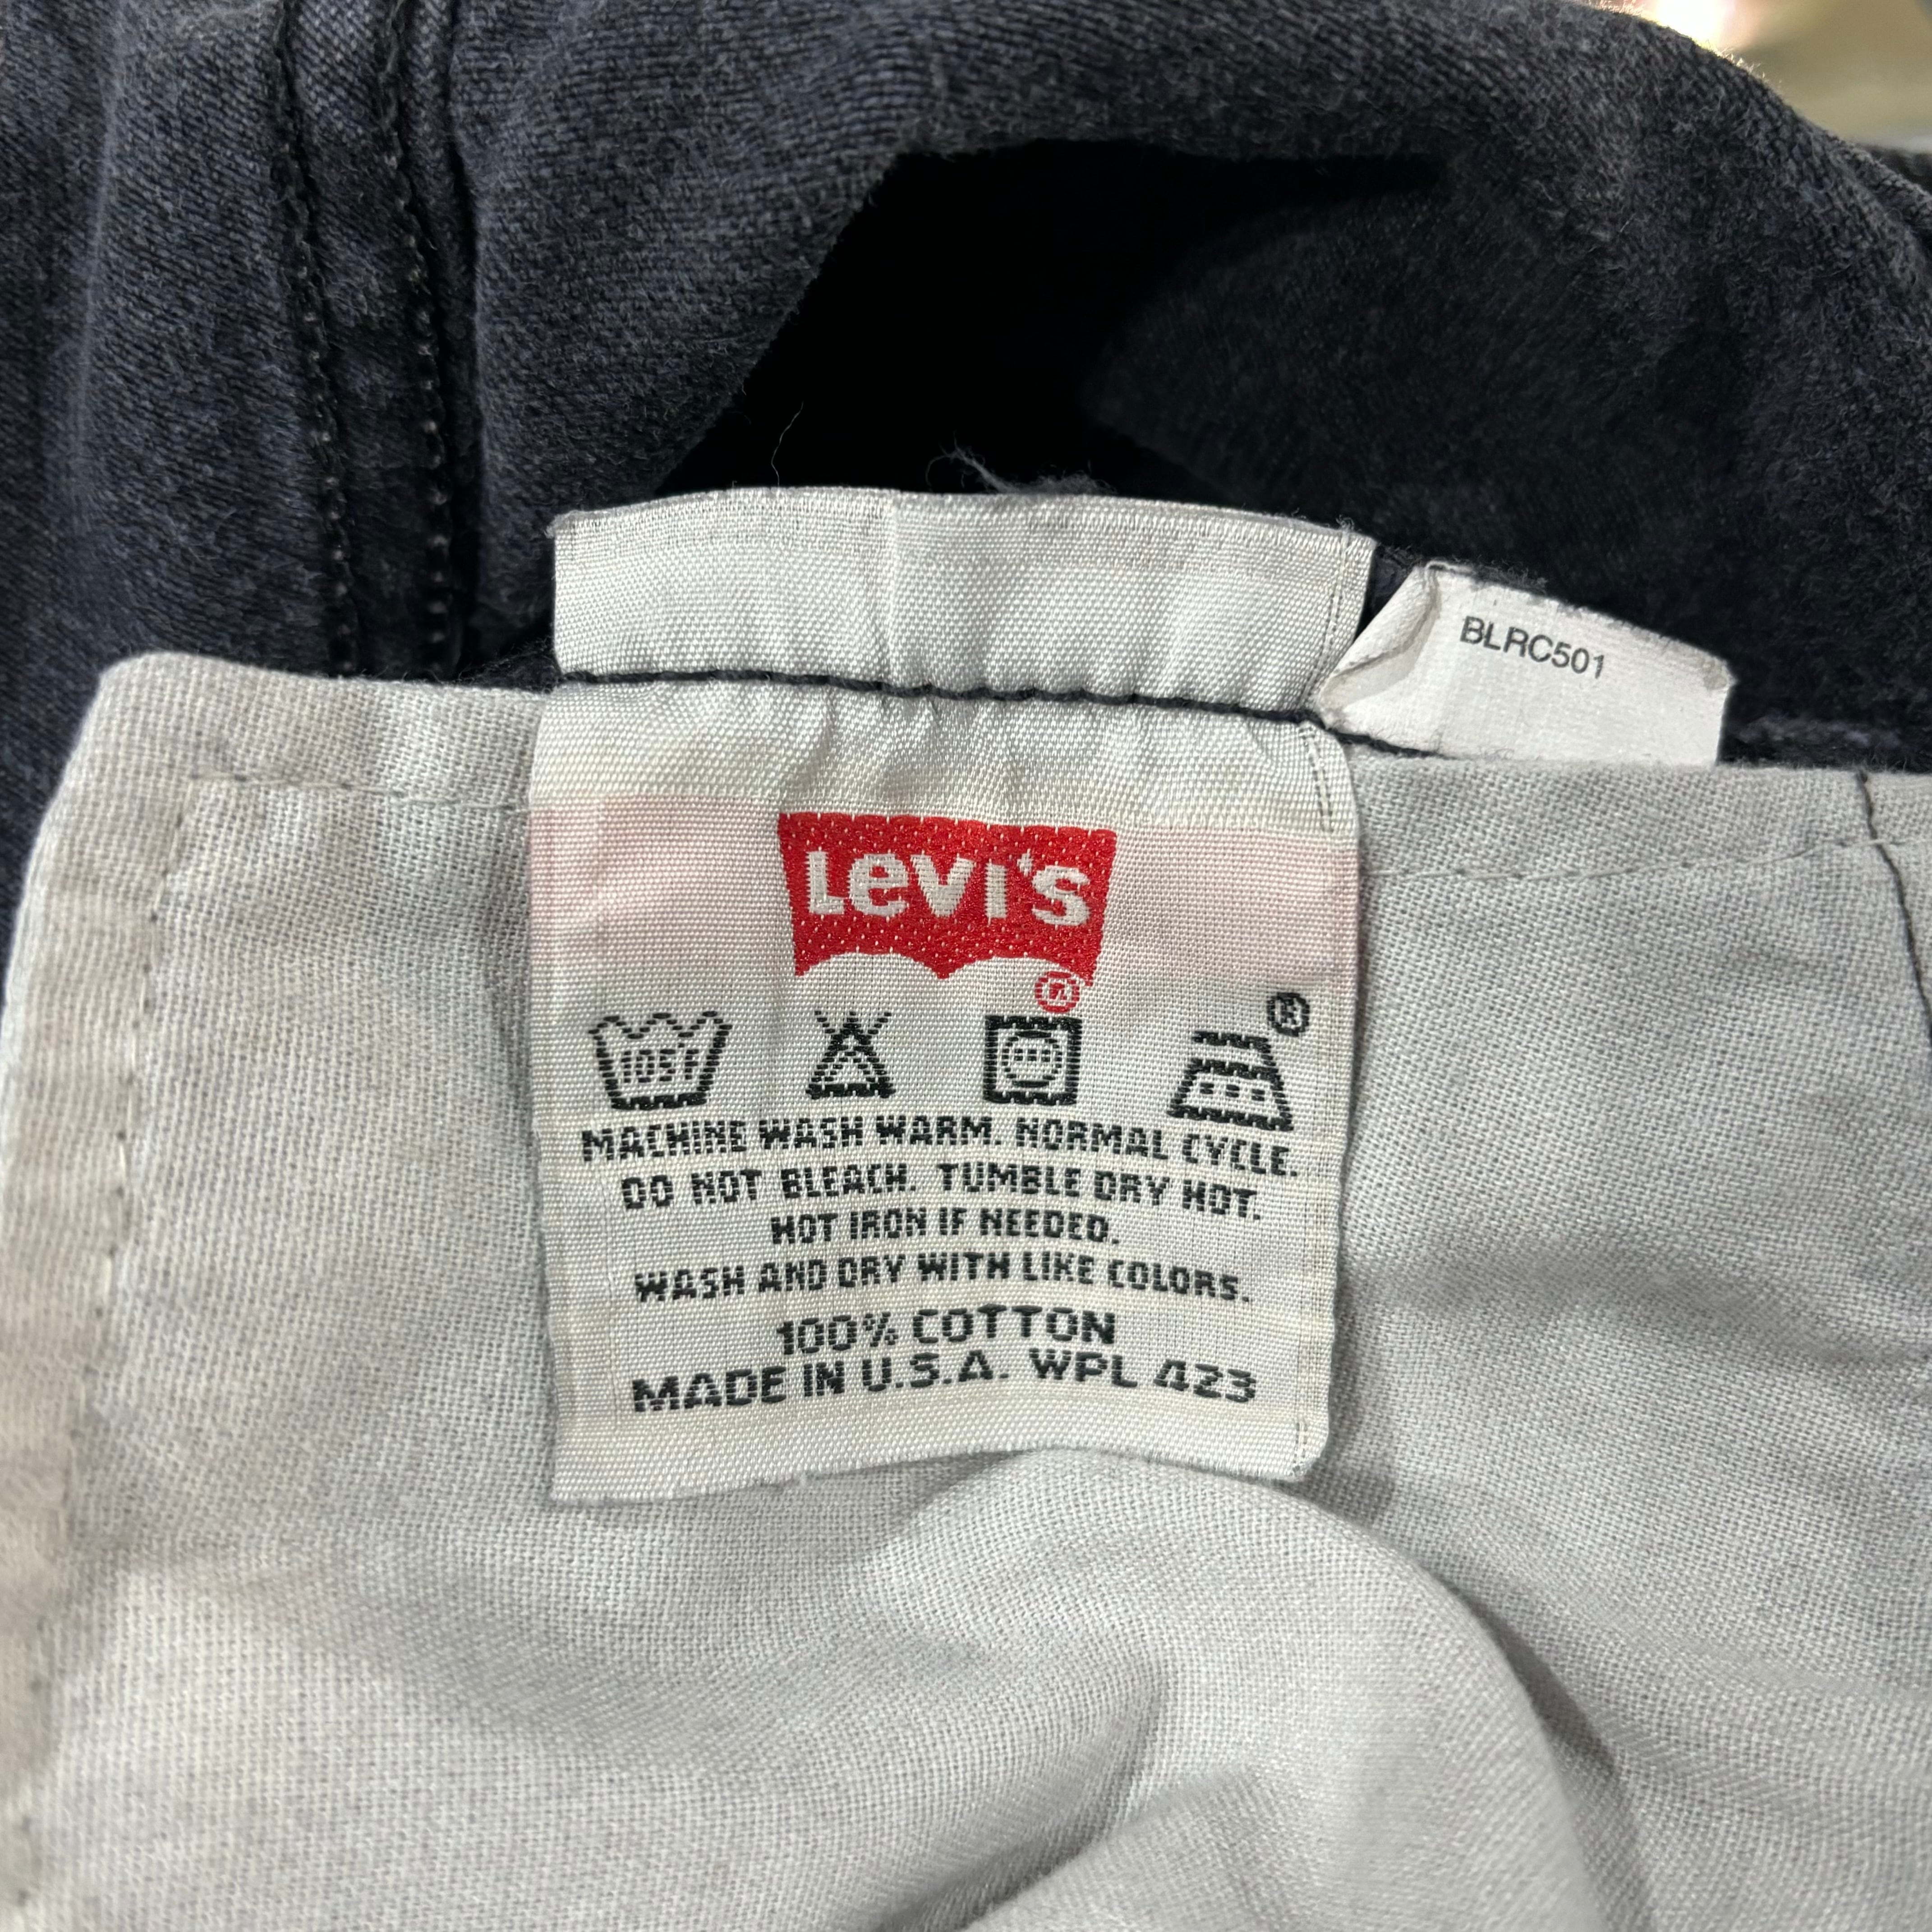 BLRC501
Levi's
®
®
105F
MACHINE WASH WARM. NORMAL CYCLE.
DO NOT BLEACH. TUMBLE DRY HOT.
HOT IRON IF NEEDED.
WASH AND DRY WITH LIKE COLORS.
100% COTTON
MADE IN U.S.A. WPL 423